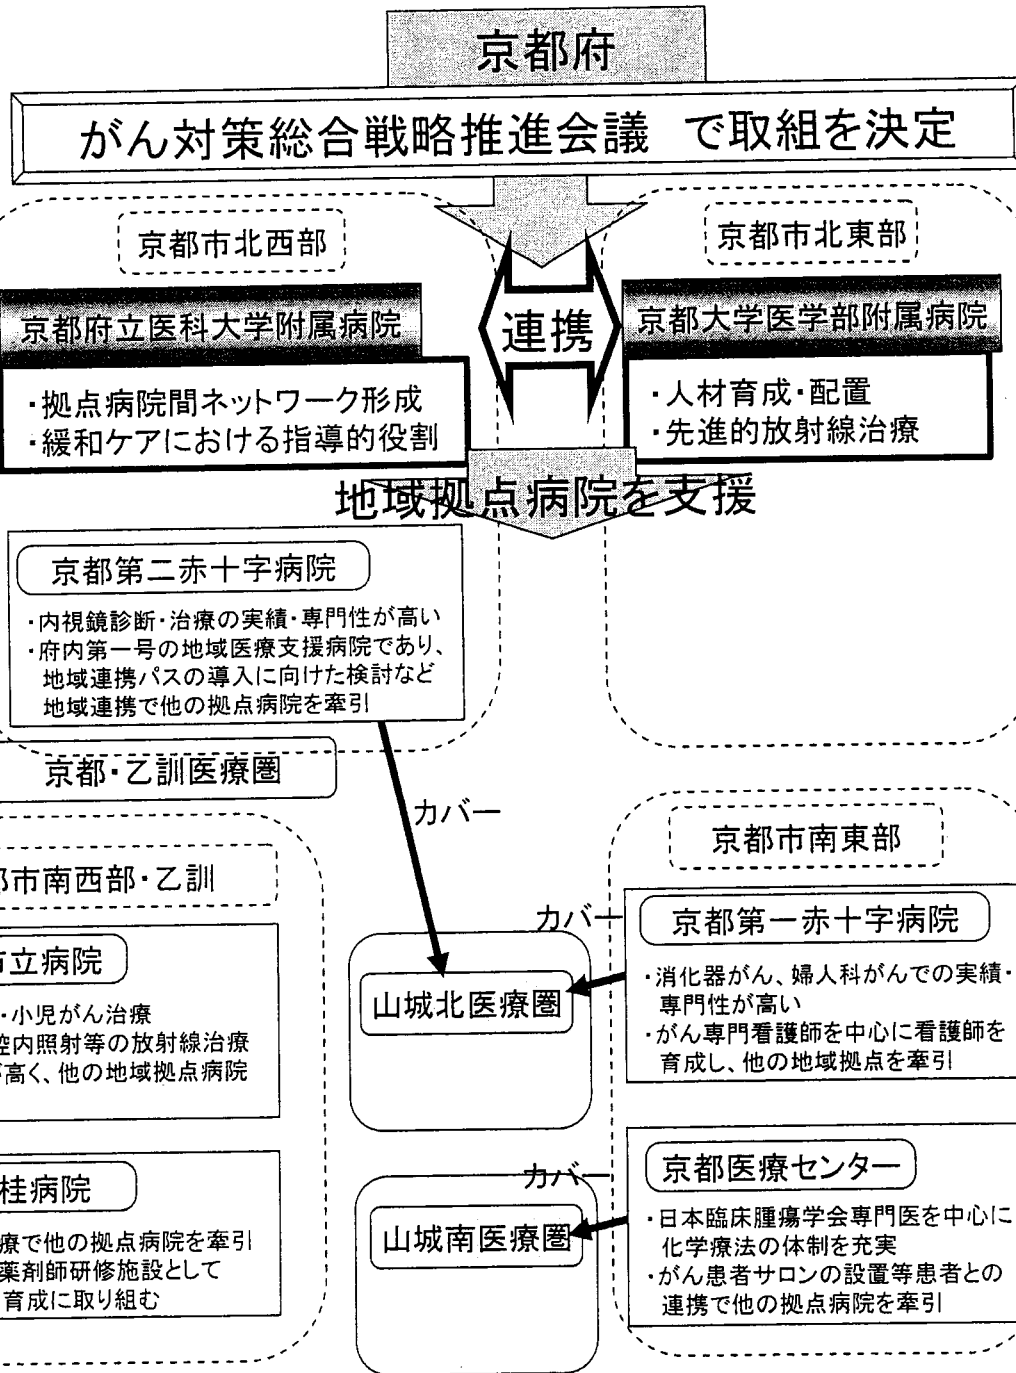 京都府
がん対策総合戦略推進会議 で取組を決定
京都市北西部
京都市北東部
京都府立医科大学附属病院
・拠点病院間ネットワーク形成
・緩和ケアにおける指導的役割
連携
京都大学医学部附属病院
・人材育成・配置
・先進的放射線治療
地域拠点病院を支援
京都第二赤十字病院
・内視鏡診断・治療の実績・専門性が高い
・府内第一号の地域医療支援病院であり、
地域連携パスの導入に向けた検討など
地域連携で他の拠点病院を牽引
京都・乙訓医療圏
カバー
都市南西部・乙訓
市立病院
・小児がん治療
腔内照射等の放射線治療
が高く、他の地域拠点病院
桂病院
療で他の拠点病院を牽引
薬剤師研修施設として
育成に取り組む
カバー
山城北医療圏
カバー
山城南医療圏
京都市南東部
京都第一赤十字病院
・消化器がん、婦人科がんでの実績・
専門性が高い
・がん専門看護師を中心に看護師を
育成し、他の地域拠点を牽引
京都医療センター
・日本臨床腫瘍学会専門医を中心に
化学療法の体制を充実
・がん患者サロンの設置等患者との
連携で他の拠点病院を牽引